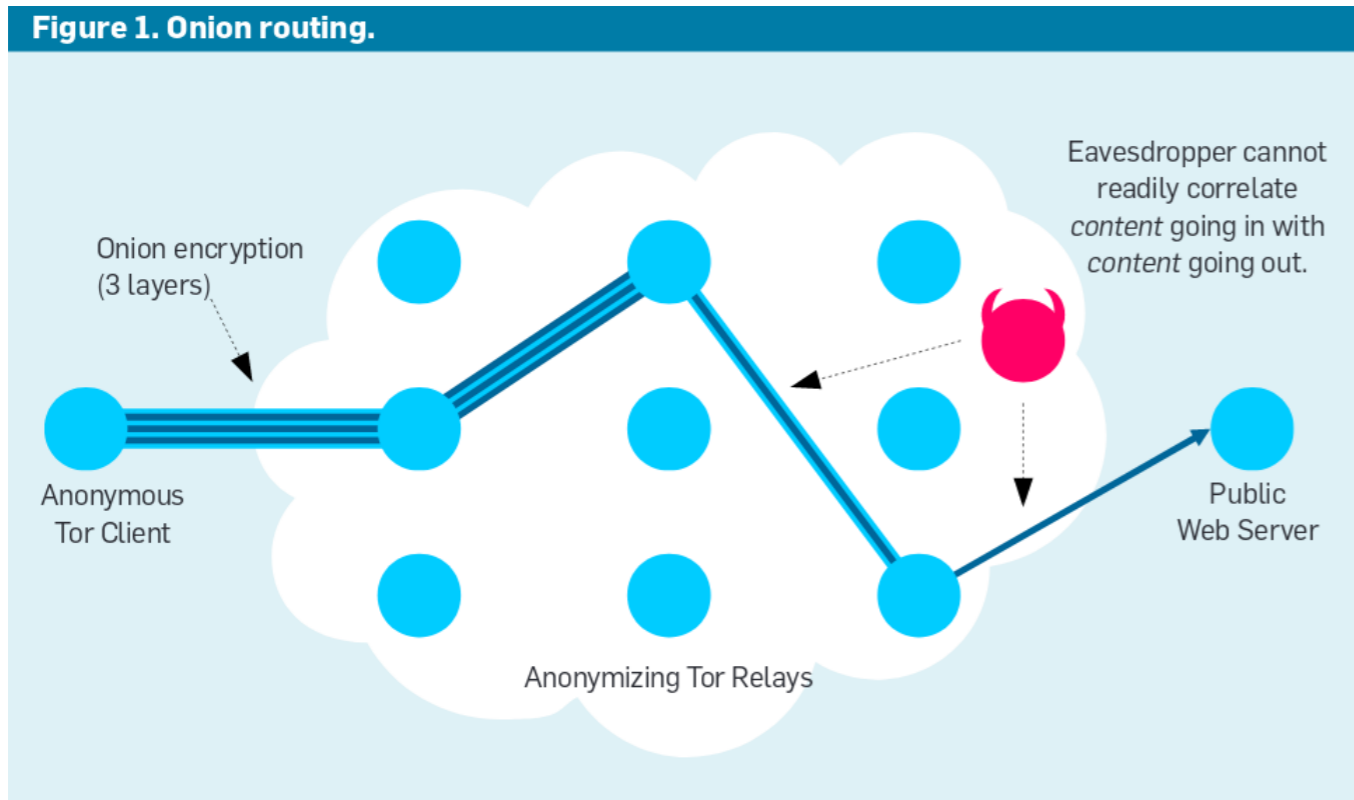 Figure 1. Onion routing.
Eavesdropper cannot
readily correlate
content going in with
content going out.
Onion encryption
(3 layers)
Anonymous
Tor Client
Public
Web Server
Anonymizing Tor Relays